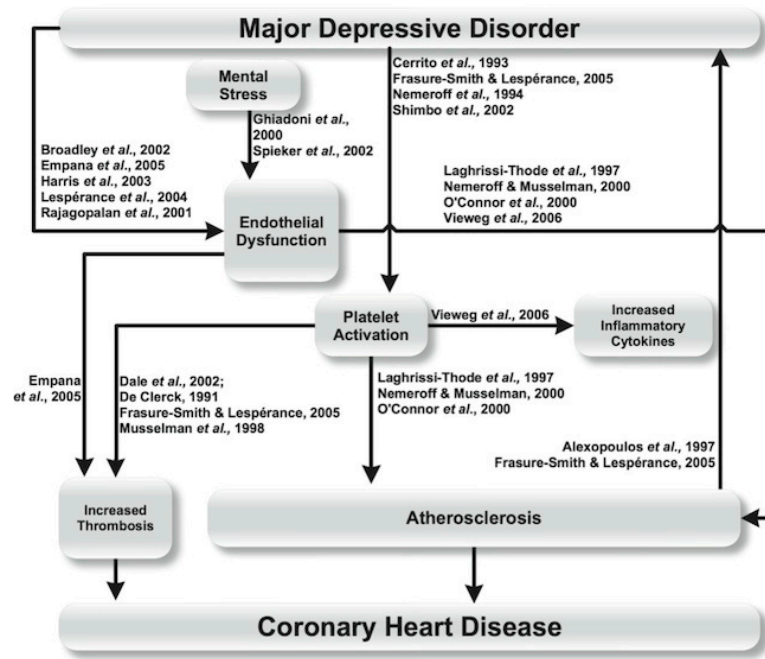 Major Depressive Disorder
Mental
Stress
Cerrito et al., 1993
Frasure-Smith & Lespérance, 2005
Nemeroff et al., 1994
Shimbo et al., 2002
Ghiadoni et al.,
2000
Spieker et al., 2002
Broadley et al., 2002
Empana et al., 2005
Harris et al., 2003
Lespérance et al., 2004
Rajagopalan et al., 2001
Laghrissi-Thode et al., 1997
Nemeroff & Musselman, 2000
O'Connor et al., 2000
Vieweg et al., 2006
Endothelial
Dysfunction
Platelet
Activation
Vieweg et al., 2006
Increased
Inflammatory
Cytokines
Empana
et al., 2005
Dale et al., 2002;
De Clerck, 1991
Frasure-Smith & Lespérance, 2005
Musselman et al., 1998
Laghrissi-Thode et al., 1997
Nemeroff & Musselman, 2000
O'Connor et al., 2000
Alexopoulos et al., 1997
Frasure-Smith & Lespérance, 2005
Increased
Thrombosis
Atherosclerosis
Coronary Heart Disease